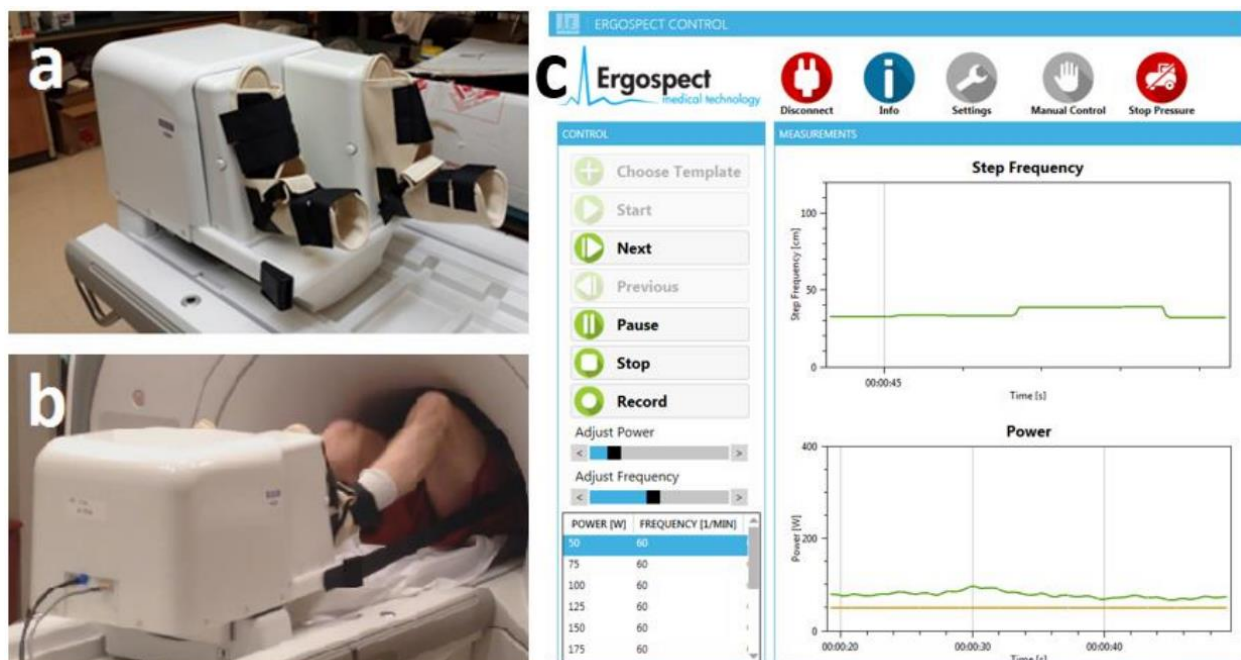 a
b
c
ERGOSPECT CONTROL
Ergospect
medical technology
Disconnect
Info
Settings
Manual Control
Stop Pressure
CONTROL
Choose Template
Start
Next
Previous
Pause
Stop
Record
Adjust Power
< >
Adjust Frequency
< >
POWER [W] FREQUENCY [1/MIN]
50 60
75 60
100 60
125 60
150 60
175 60
MEASUREMENTS
Step Frequency
Step Frequency [cm]
100
50
0
00:00:45
Time [s]
Power
Power [W]
400
200
0
00:00:20 00:00:30 00:00:40
Time [s]